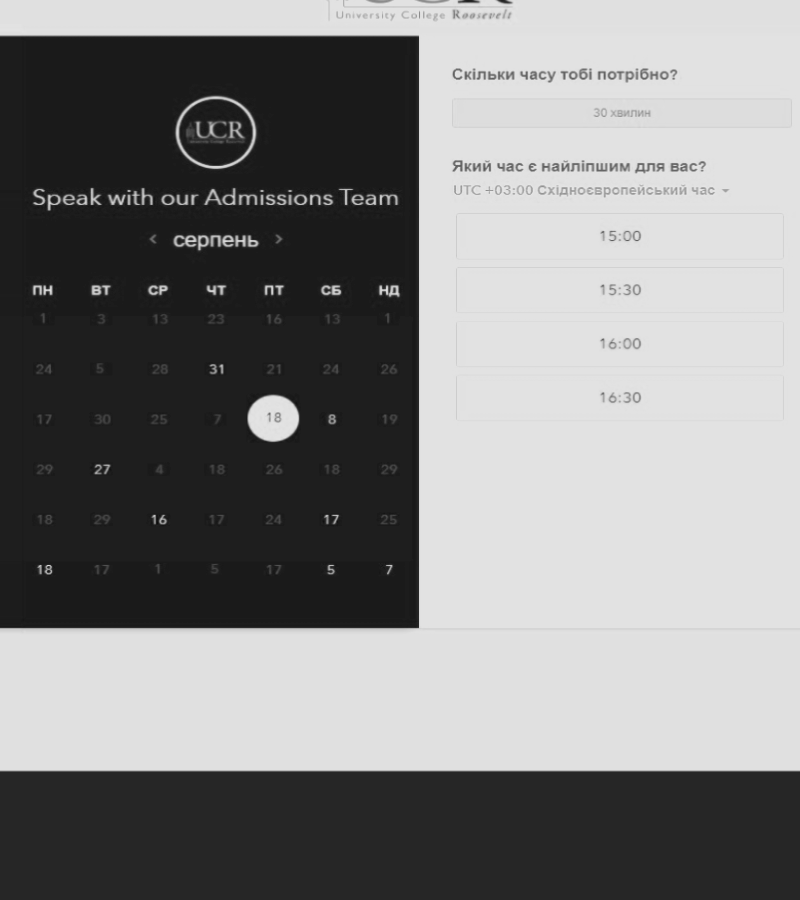 University College Roosevelt
UCR
Speak with our Admissions Team
‹ серпень ›
ПН ВТ СР ЧТ ПТ СБ НД
1 3 13 23 16 13 1
24 5 28 31 21 24 26
17 30 25 7 18 8 19
29 27 4 18 26 18 29
18 29 16 17 24 17 25
18 17 1 5 17 5 7
Скільки часу тобі потрібно?
30 хвилин
Який час є найліпшим для вас?
UTC +03:00 Східноєвропейський час
15:00
15:30
16:00
16:30